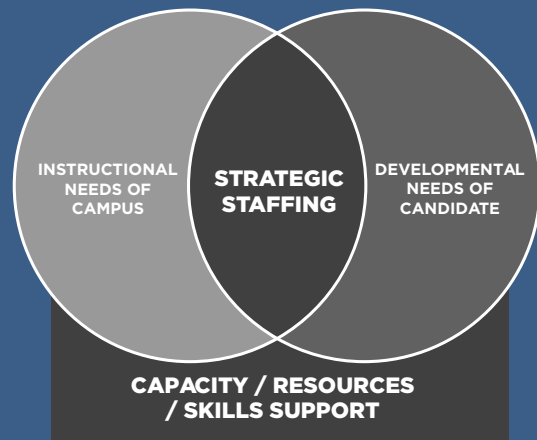 INSTRUCTIONAL
NEEDS OF
CAMPUS
STRATEGIC
STAFFING
DEVELOPMENTAL
NEEDS OF
CANDIDATE
CAPACITY / RESOURCES
/ SKILLS SUPPORT